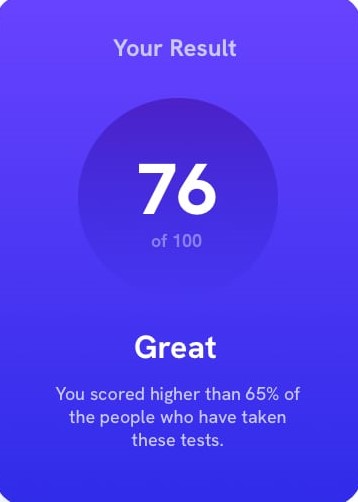 Your Result
76
of 100
Great
You scored higher than 65% of
the people who have taken
these tests.